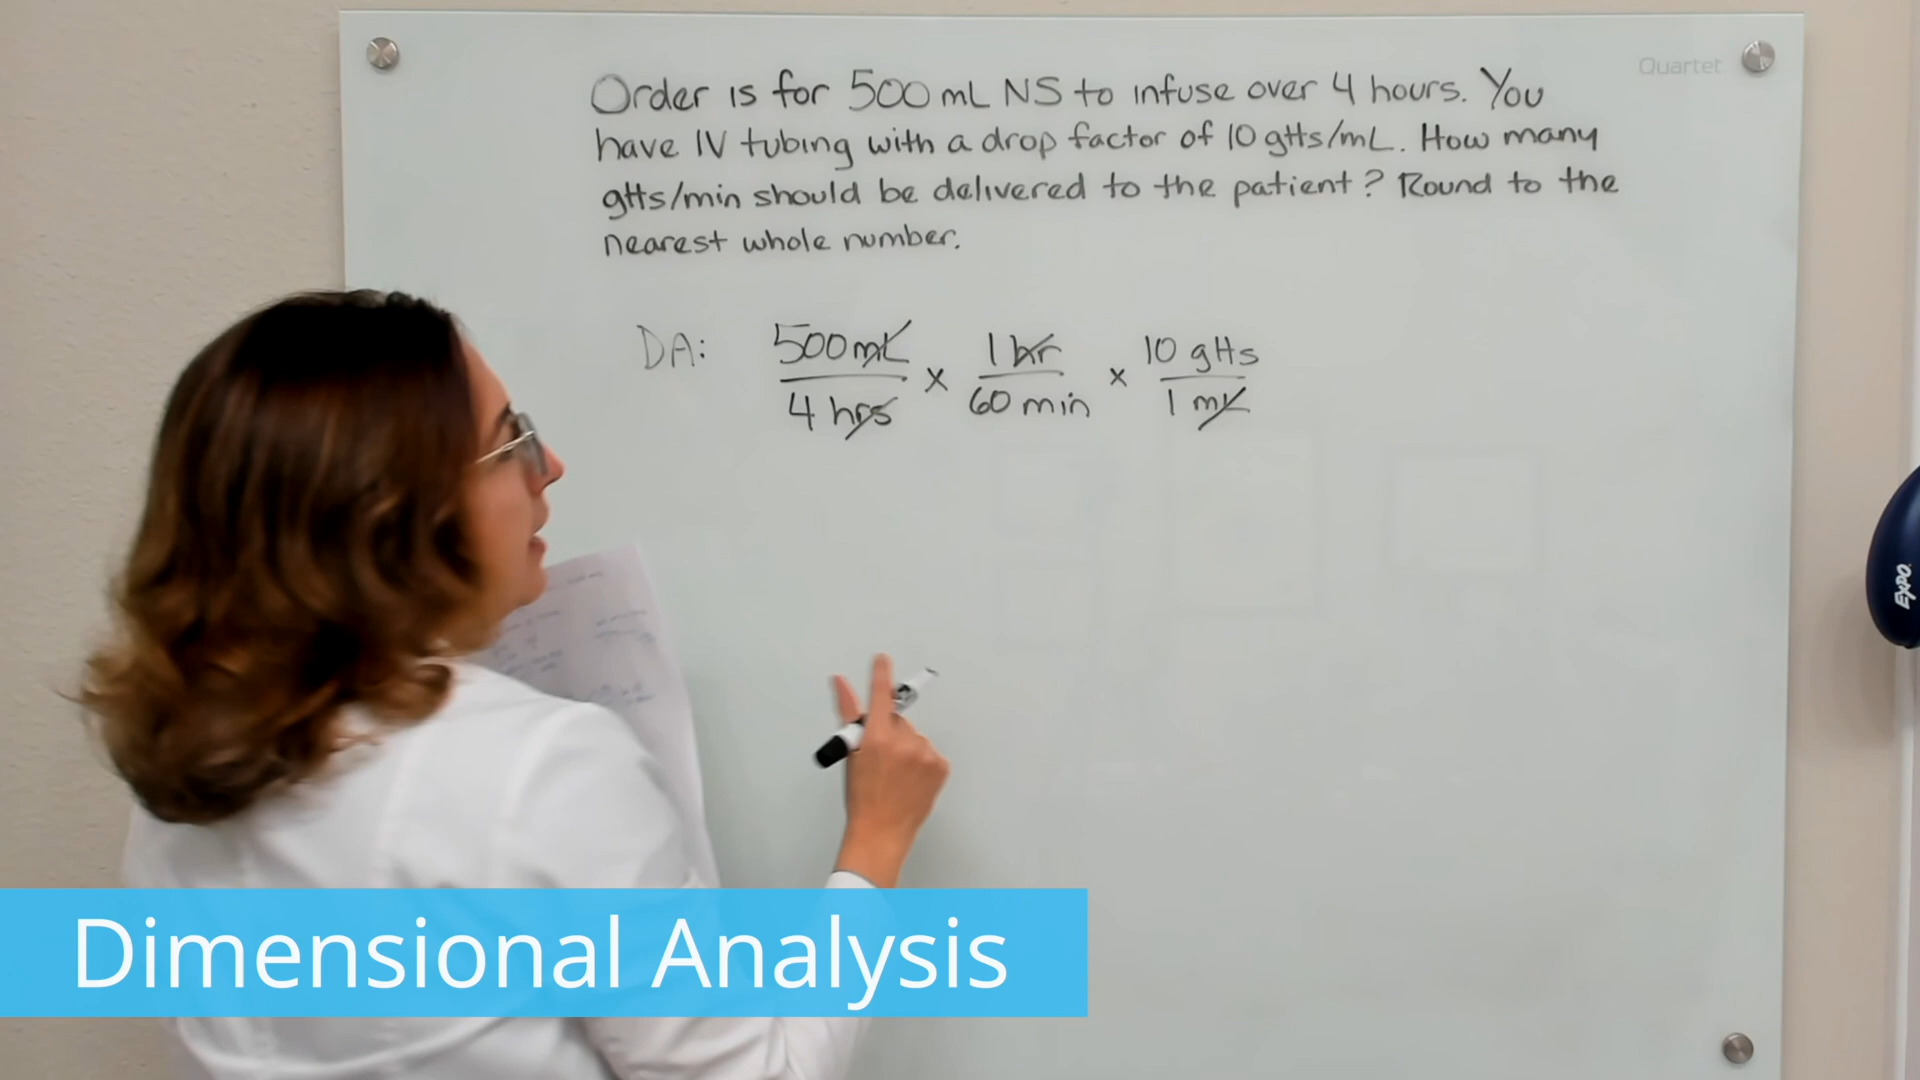 Quartet
Order is for 500 mL NS to infuse over 4 hours. You
have IV tubing with a drop factor of 10 gtts/mL. How many
gtts/min should be delivered to the patient? Round to the
nearest whole number.
DA: 500 mL / 4 hrs × 1 hr / 60 min × 10 gtts / 1 mL
EXPO
Dimensional Analysis